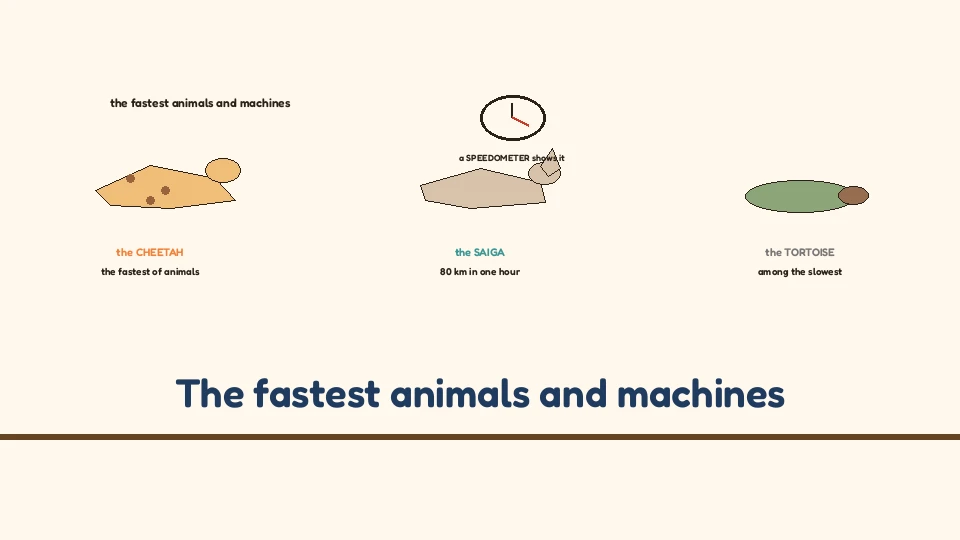 the fastest animals and machines
a SPEEDOMETER shows it
the CHEETAH
the fastest of animals
the SAIGA
80 km in one hour
the TORTOISE
among the slowest
The fastest animals and machines